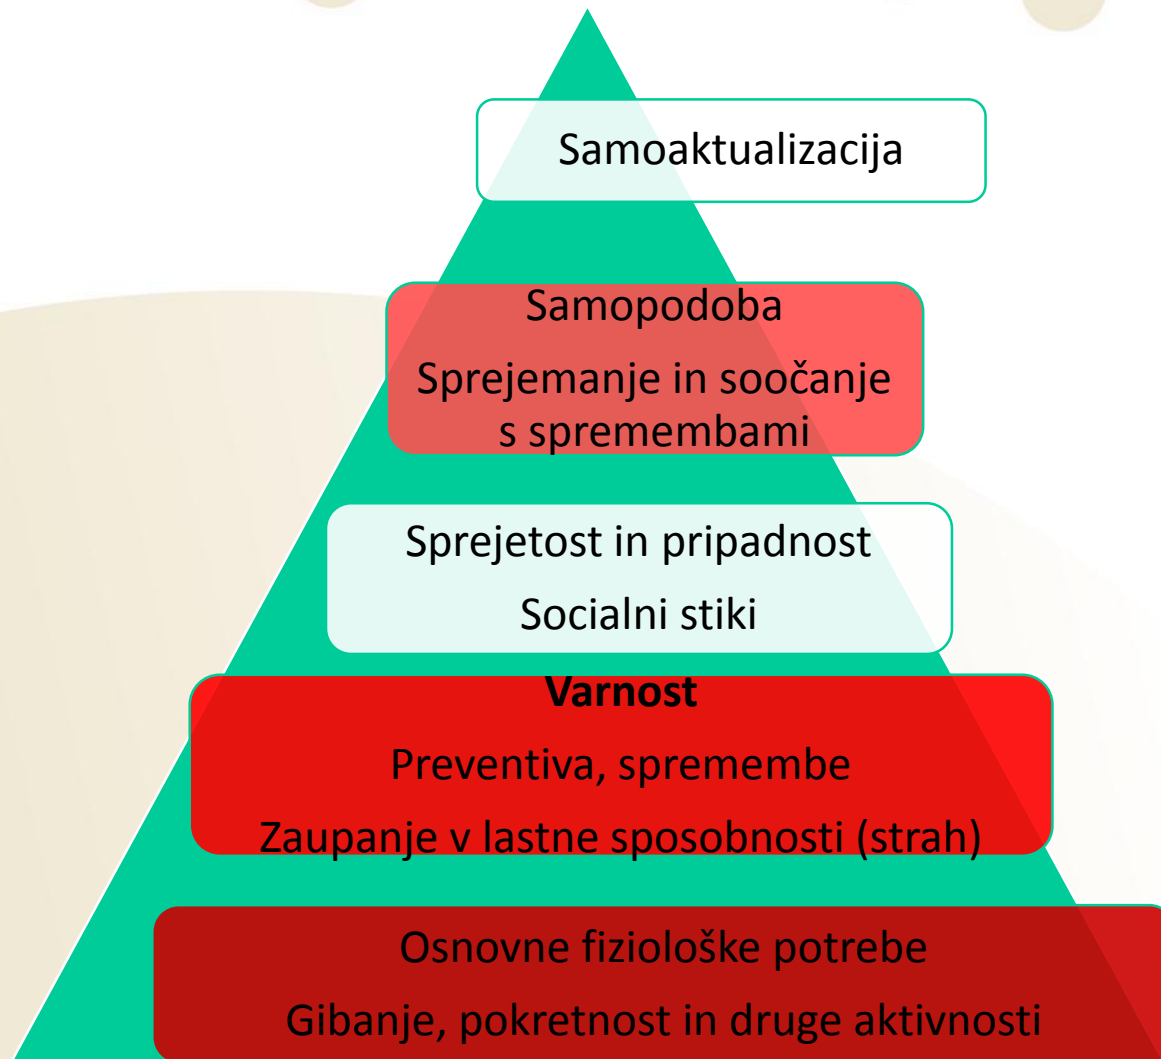 Samoaktualizacija
Samopodoba
Sprejemanje in soočanje
s spremembami
Sprejetost in pripadnost
Socialni stiki
Varnost
Preventiva, spremembe
Zaupanje v lastne sposobnosti (strah)
Osnovne fiziološke potrebe
Gibanje, pokretnost in druge aktivnosti